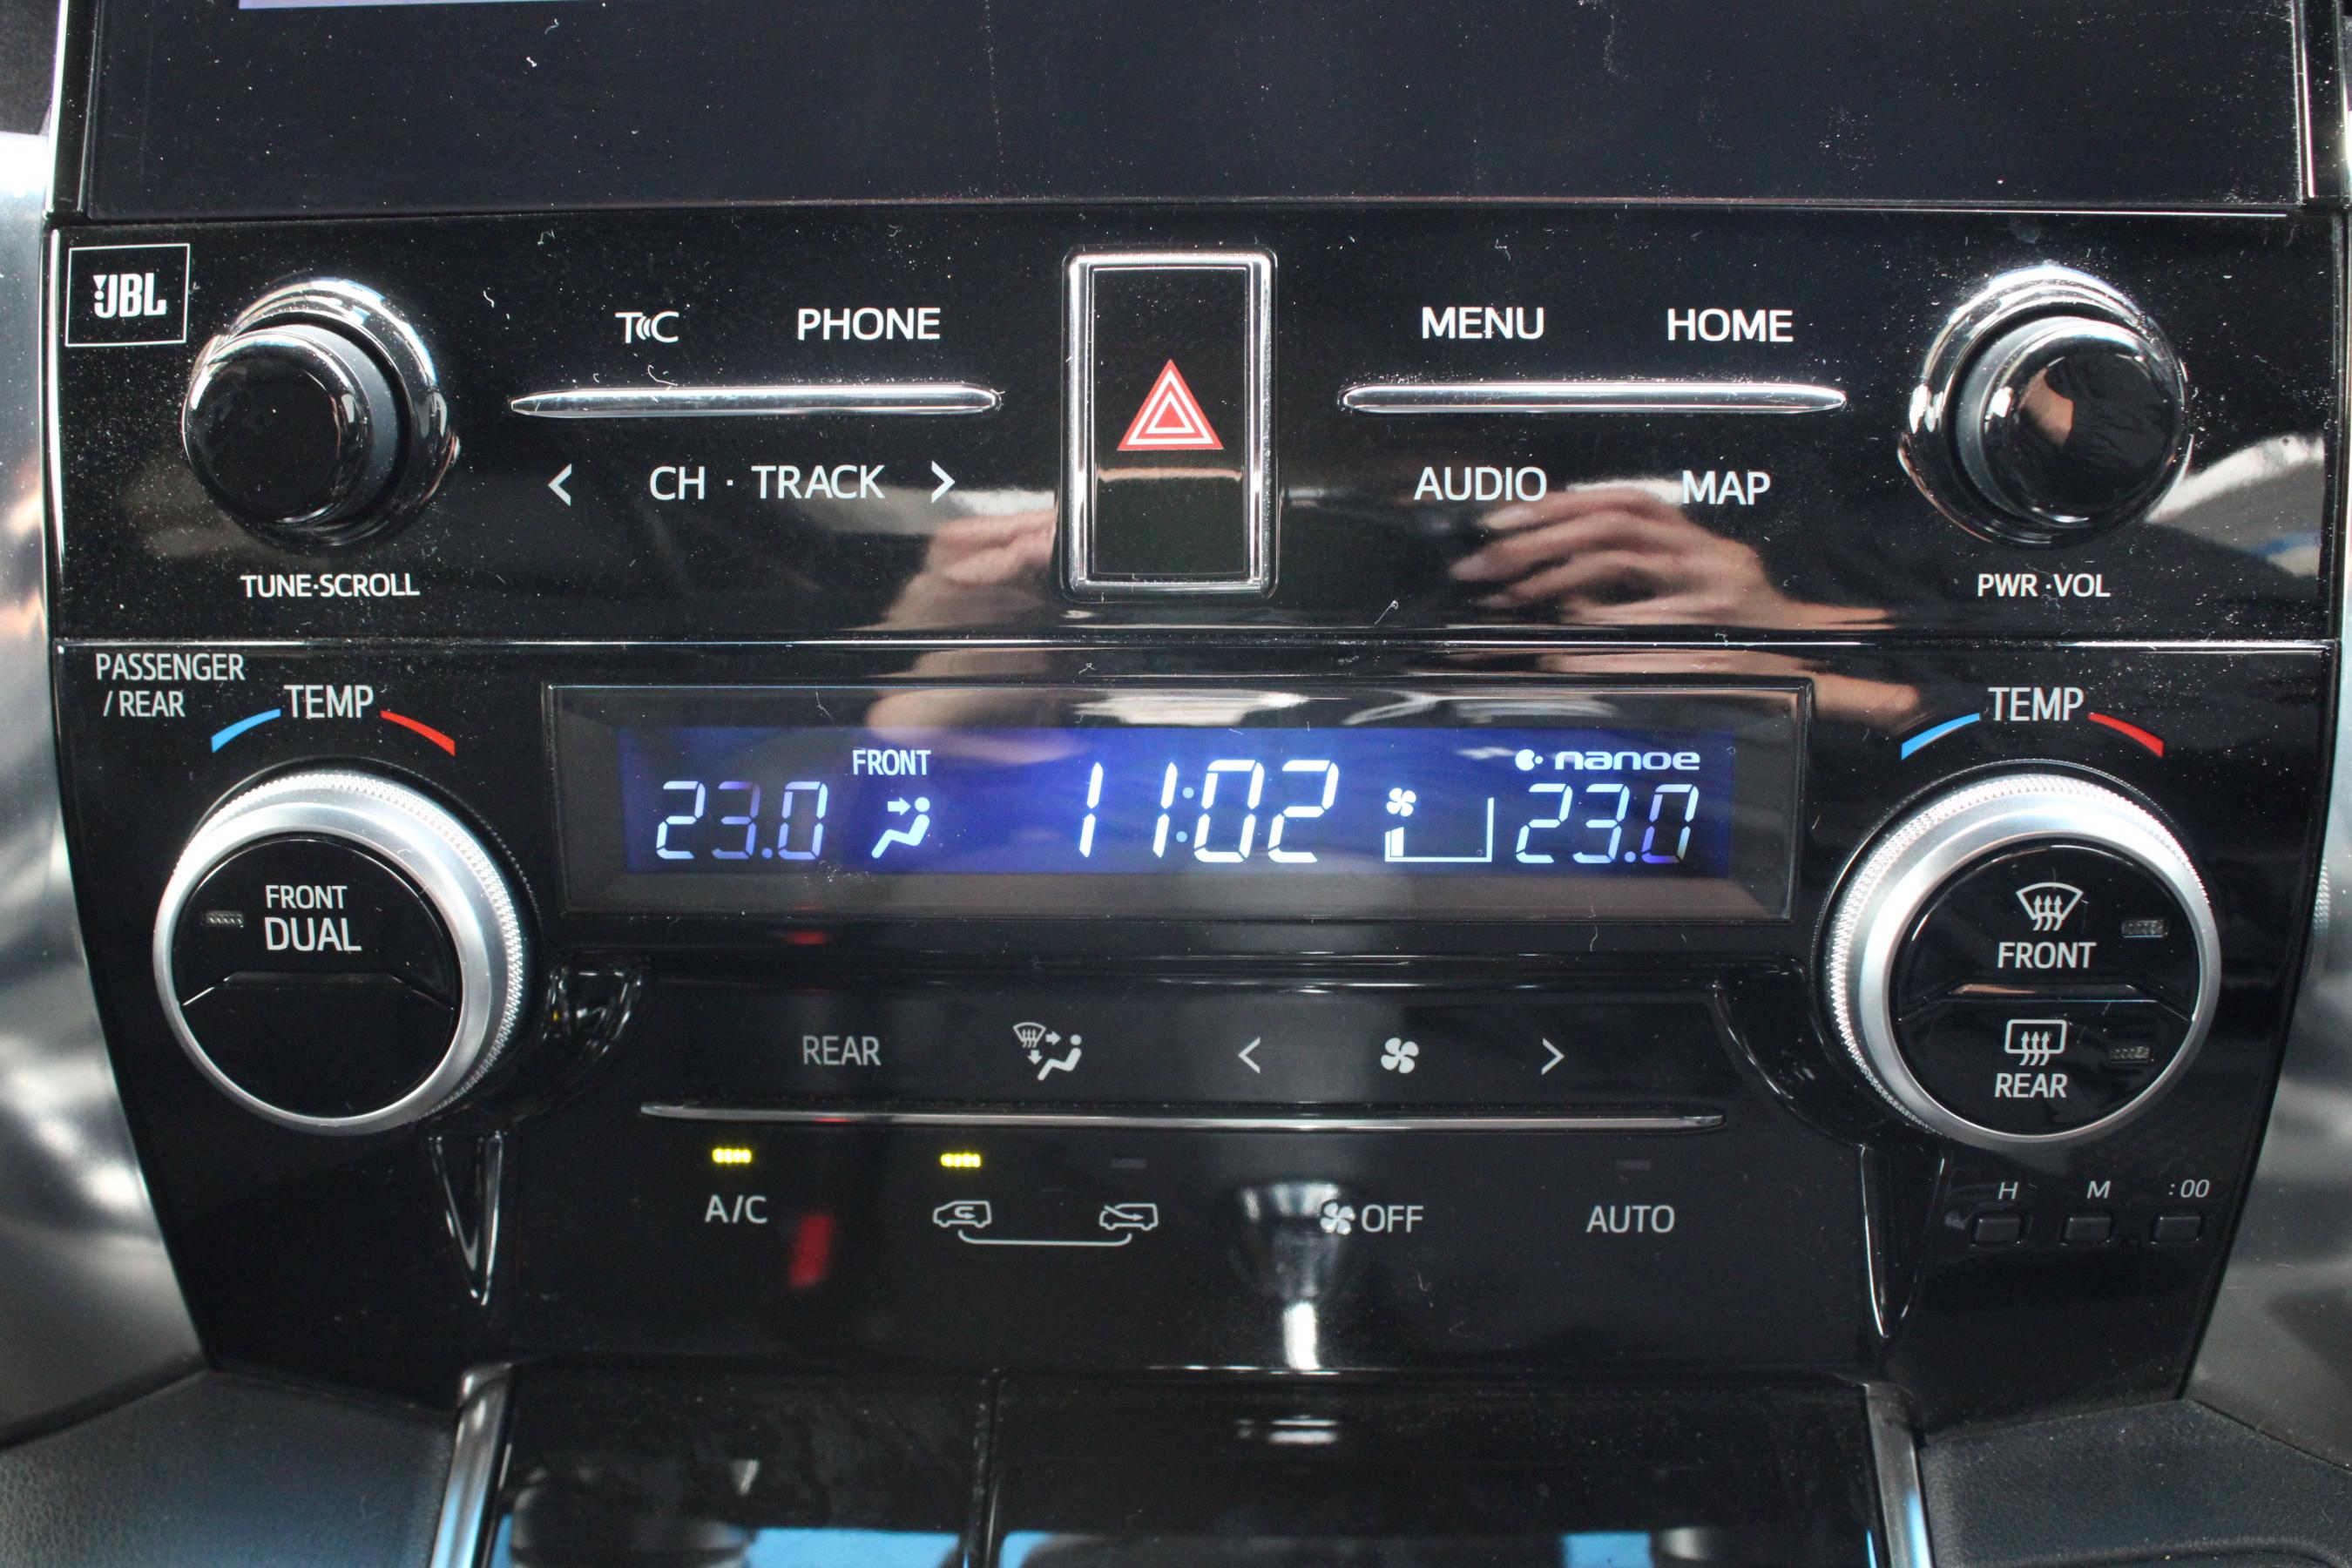 JBL
T(((C PHONE
MENU HOME
< CH · TRACK >
AUDIO MAP
TUNE·SCROLL
PWR·VOL
PASSENGER
/ REAR
TEMP
TEMP
FRONT
nanoe
23.0
11:02
23.0
FRONT
DUAL
FRONT
REAR
REAR < >
A/C
OFF
AUTO
H M :00